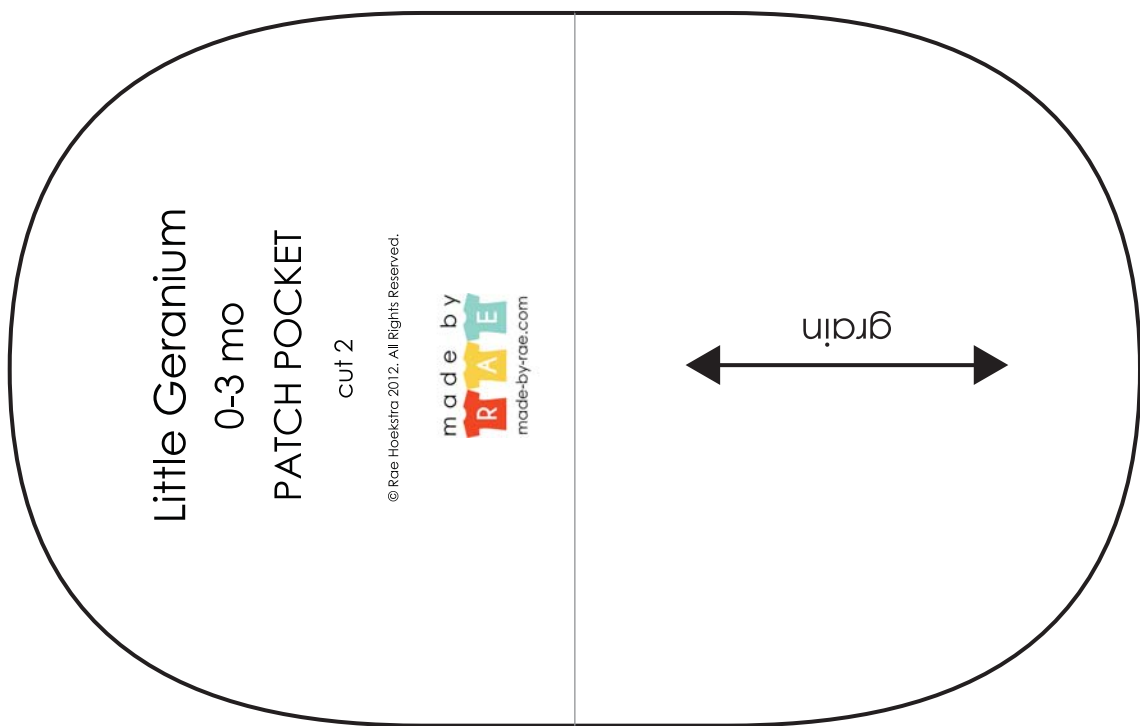 Little Geranium
0-3 mo
PATCH POCKET
cut 2
© Rae Hoekstra 2012. All Rights Reserved.
made by
RAE
made-by-rae.com
grain